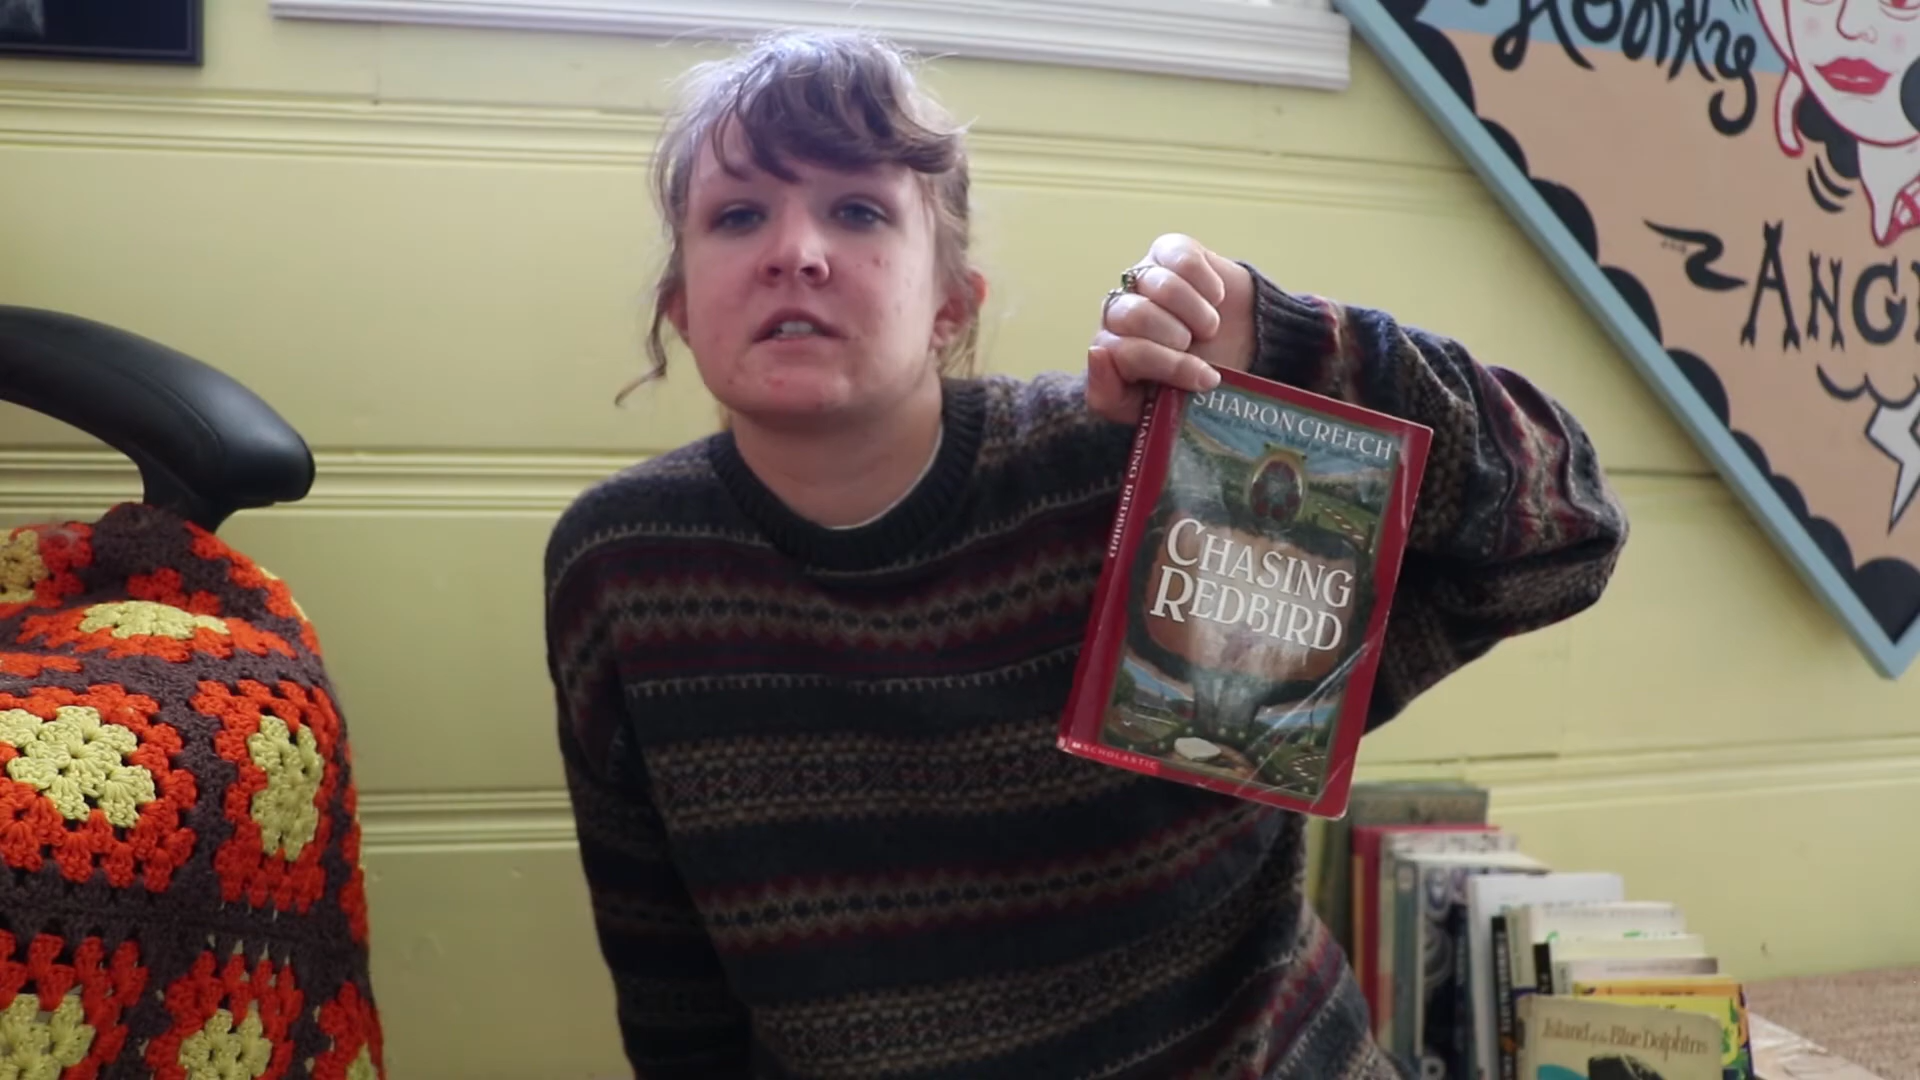 Honky
ANG
SHARON CREECH
CHASING
REDBIRD
CHASING REDBIRD
SCHOLASTIC
Island of the Blue Dolphins